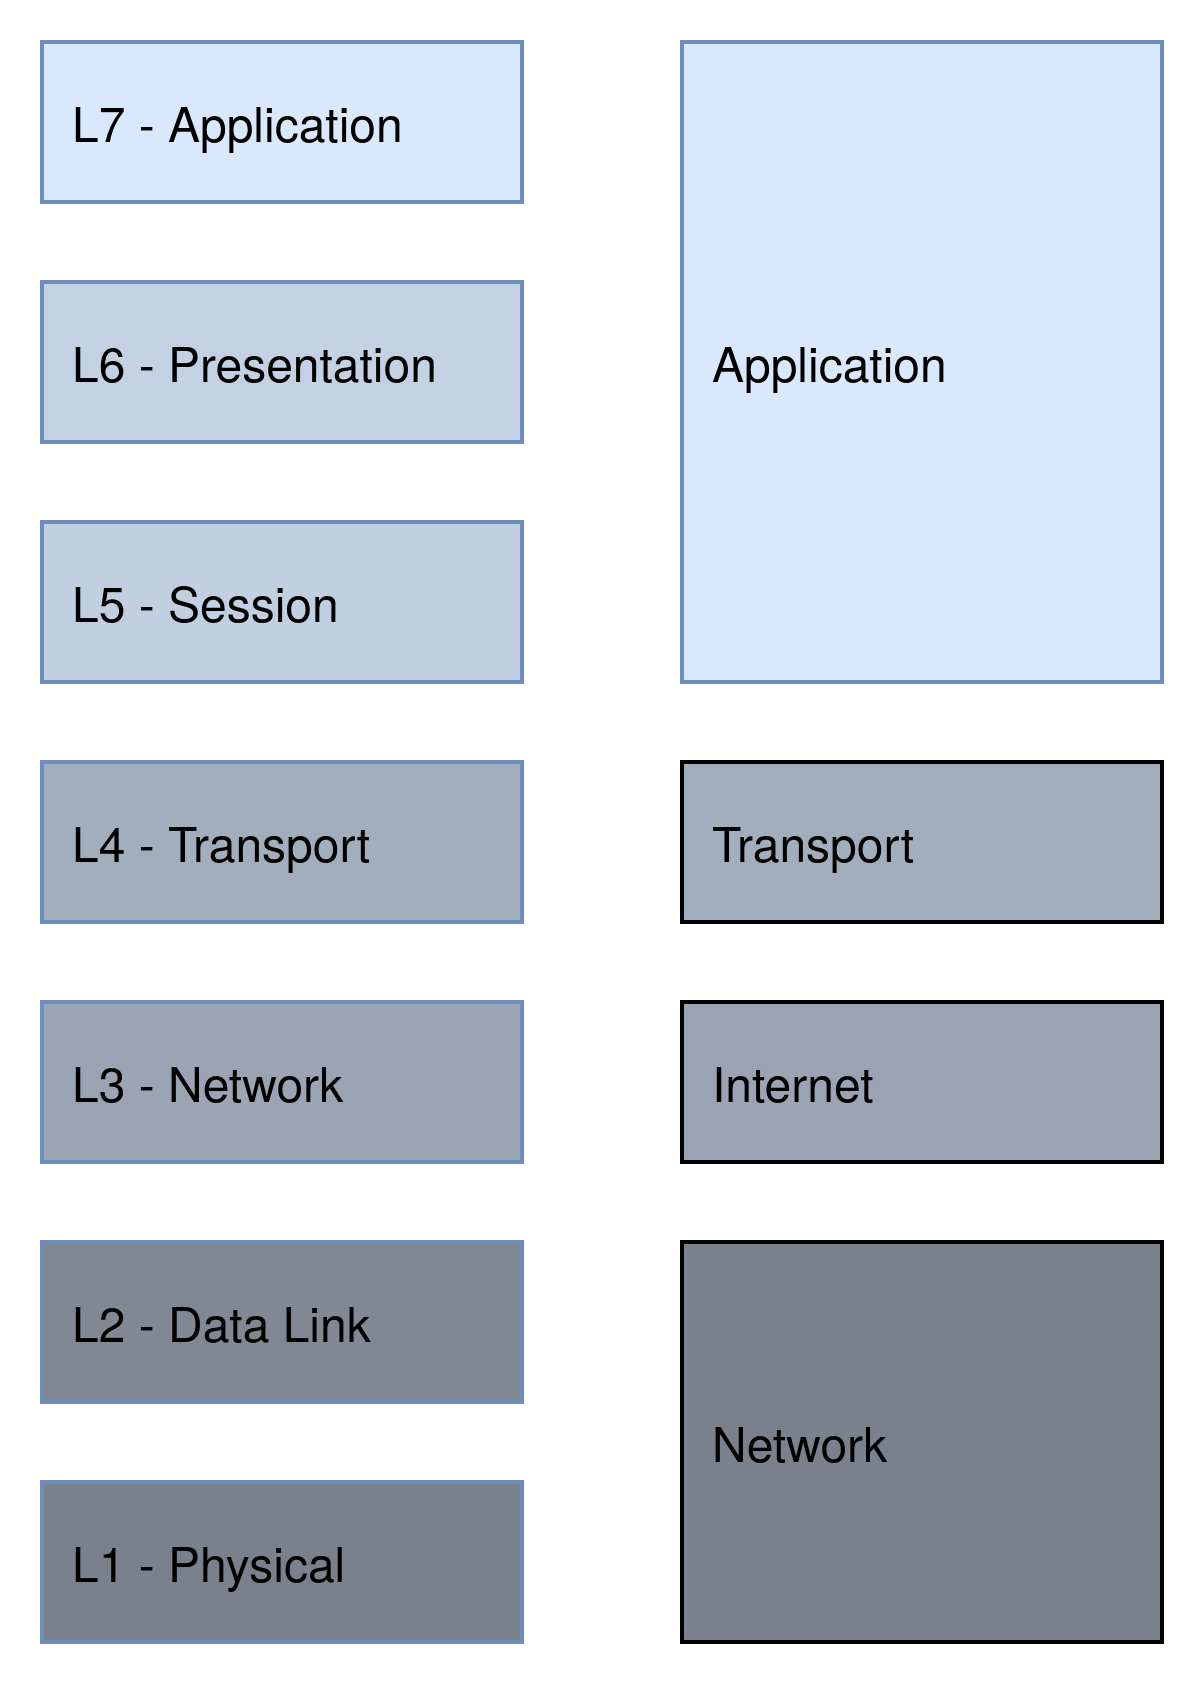 L7 - Application
L6 - Presentation
L5 - Session
L4 - Transport
L3 - Network
L2 - Data Link
L1 - Physical
Application
Transport
Internet
Network